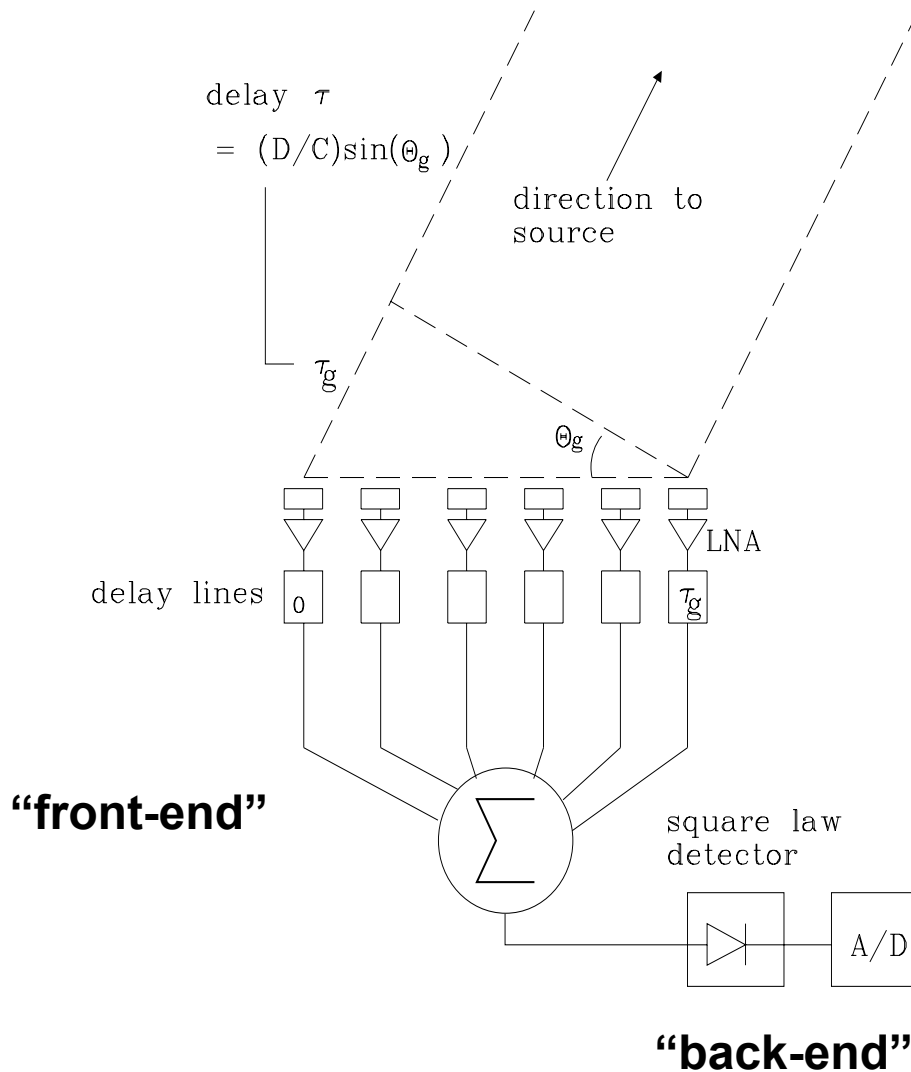 delay τ
= (D/C)sin(Θg)
direction to
source
τg
Θg
LNA
delay lines
0
τg
“front-end”
Σ
square law
detector
A/D
“back-end”